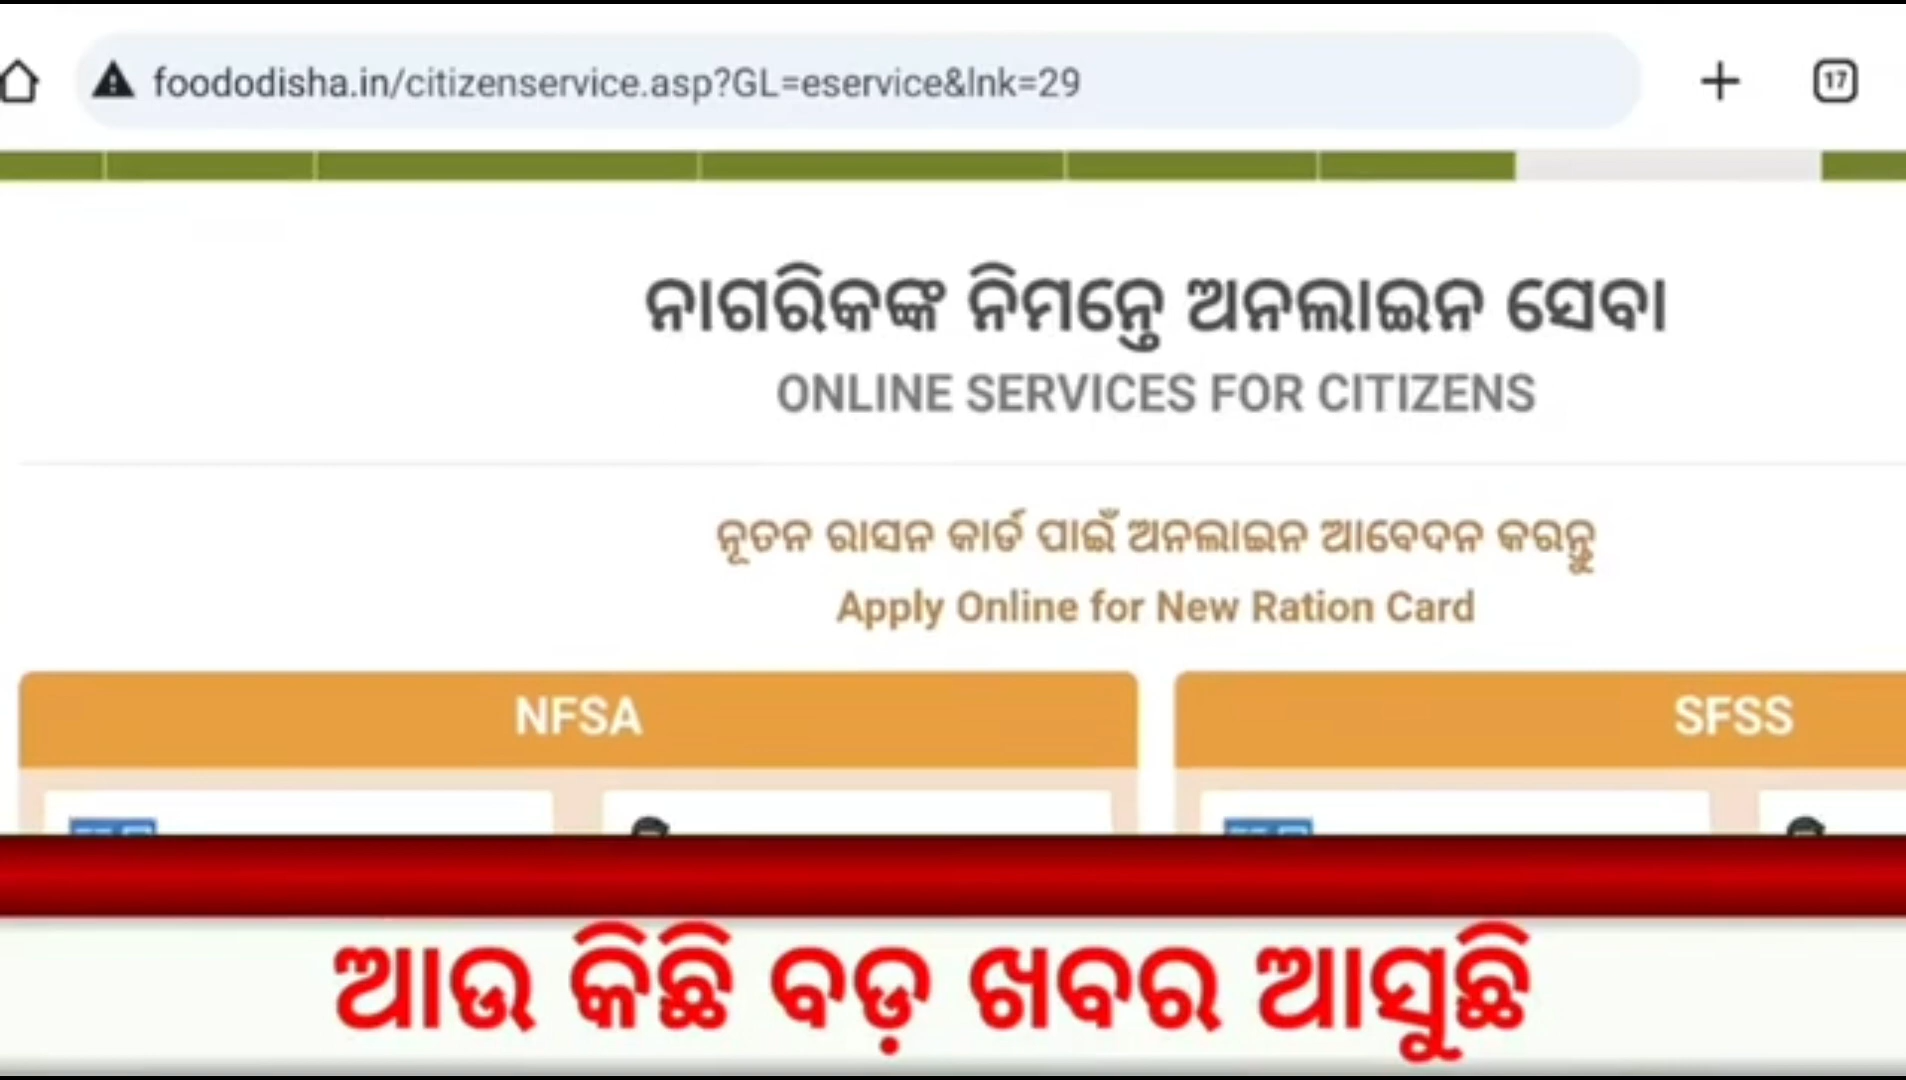 foododisha.in/citizenservice.asp?GL=eservice&lnk=29
17
ନାଗରିକଙ୍କ ନିମନ୍ତେ ଅନଲାଇନ ସେବା
ONLINE SERVICES FOR CITIZENS
ନୂତନ ରାସନ କାର୍ଡ ପାଇଁ ଅନଲାଇନ ଆବେଦନ କରନ୍ତୁ
Apply Online for New Ration Card
NFSA
SFSS
ଆଉ କିଛି ବଡ଼ ଖବର ଆସୁଛି